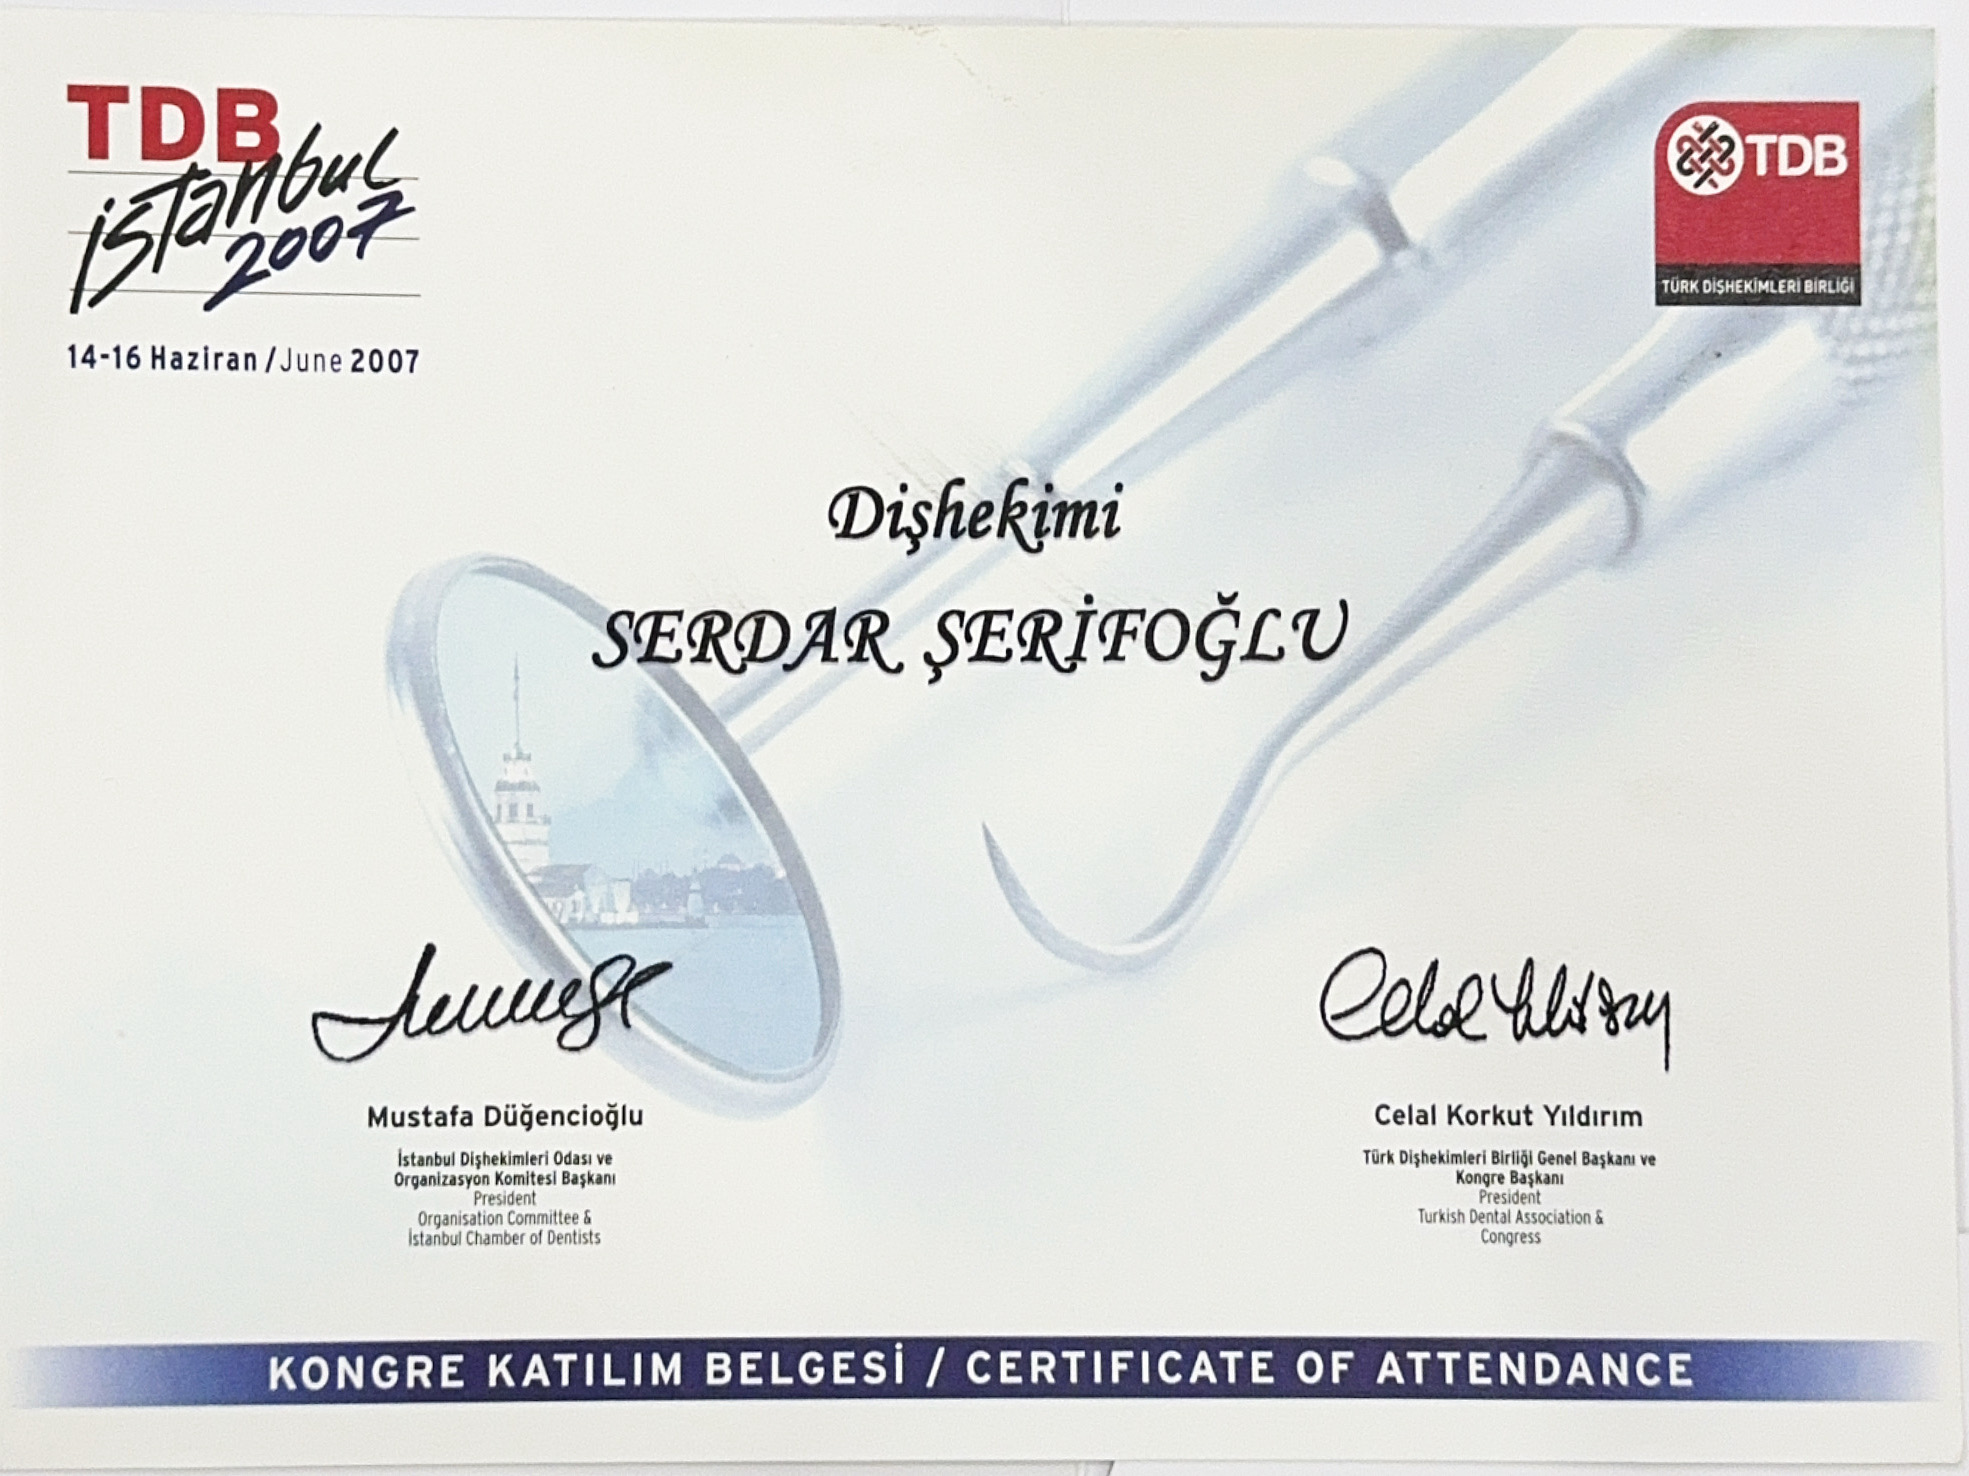 TDB
istanbul
2007
14-16 Haziran / June 2007
TDB
TÜRK DİŞHEKİMLERİ BİRLİĞİ
Dişhekimi
SERDAR ŞERİFOĞLU
Celal Yıldırım
Mustafa Düğencioğlu
İstanbul Dişhekimleri Odası ve
Organizasyon Komitesi Başkanı
President
Organisation Committee &
İstanbul Chamber of Dentists
Celal Korkut Yıldırım
Türk Dişhekimleri Birliği Genel Başkanı ve
Kongre Başkanı
President
Turkish Dental Association &
Congress
KONGRE KATILIM BELGESİ / CERTIFICATE OF ATTENDANCE